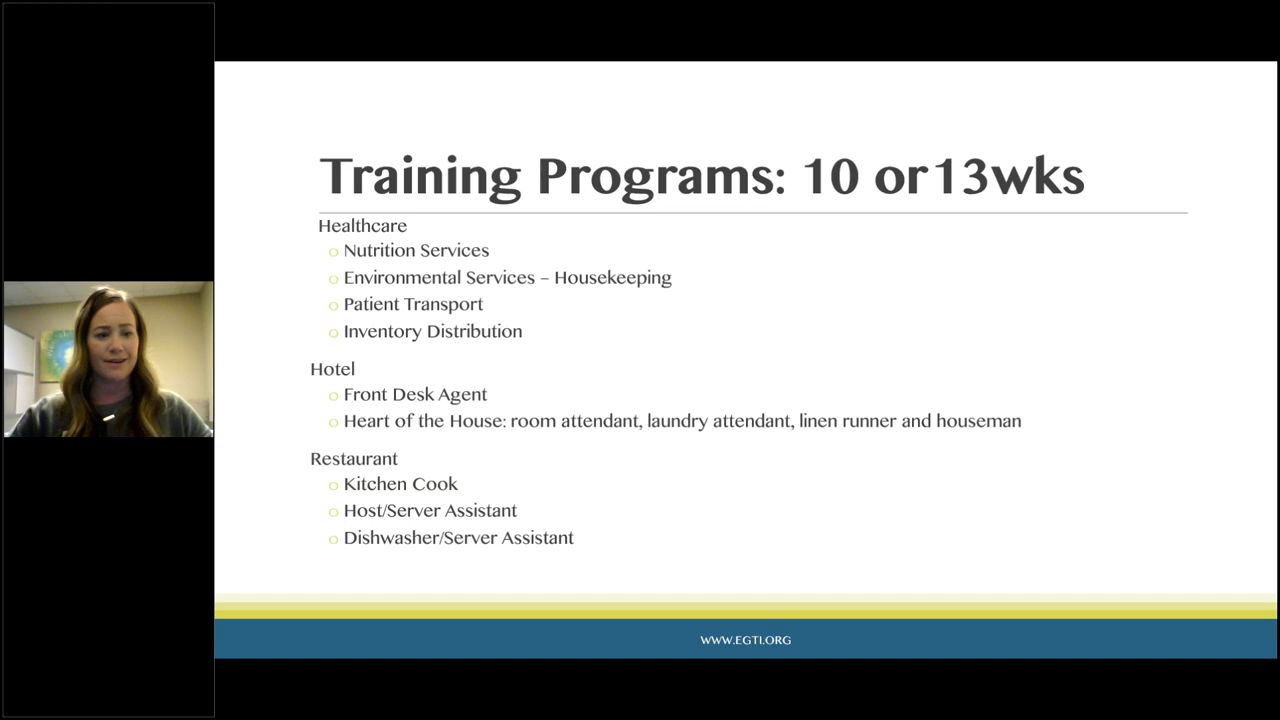 Training Programs: 10 or13wks
Healthcare
o Nutrition Services
o Environmental Services – Housekeeping
o Patient Transport
o Inventory Distribution
Hotel
o Front Desk Agent
o Heart of the House: room attendant, laundry attendant, linen runner and houseman
Restaurant
o Kitchen Cook
o Host/Server Assistant
o Dishwasher/Server Assistant
WWW.EGTI.ORG